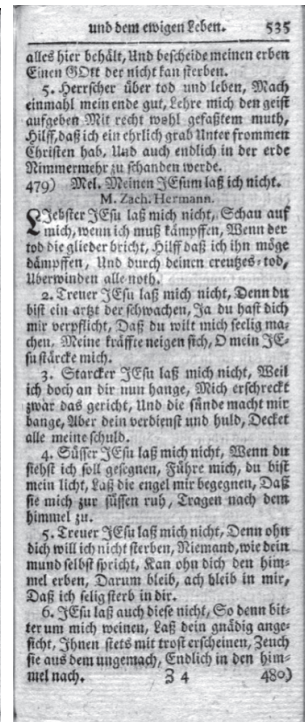 und dem ewigen Leben. 535
alles hier behält, Und bescheide meinen erben
Einen GOtt der nicht kan sterben.
5. Herrscher über tod und leben, Mach
einmahl mein ende gut, Lehre mich den geist
aufgeben Mit recht wohl gefaßtem muth,
Hilff, daß ich ein ehrlich grab Unter frommen
Christen hab, Und auch endlich in der erde
Nimmermehr zu schanden werde.
479) Mel. Meinen JEsum laß ich nicht.
M. Zach. Hermann.
LIebster JEsu laß mich nicht, Schau auf
mich, wenn ich muß kämpffen, Wenn der
tod die glieder bricht, Hilff daß ich ihn möge
dämpffen, Und durch deinen creutzes-tod,
Uberwinden alle noth.
2. Treuer JEsu laß mich nicht, Denn du
bist ein artzt der schwachen, Ja du hast dich
mir verpflicht, Daß du wilt mich seelig ma-
chen, Meine kräffte neigen sich, O mein JE-
su stärcke mich.
3. Starcker JEsu laß mich nicht, Weil
ich doch an dir nun hange, Mich erschreckt
zwar das gericht, Und die sünde macht mir
bange, Aber dein verdienst und huld, Decket
alle meine schuld.
4. Süsser JEsu laß mich nicht, Wenn du
siehst ich soll gesegnen, Führe mich, du bist
mein licht, Laß die engel mir begegnen, Daß
sie mich zur süssen ruh, Tragen nach dem
himmel zu.
5. Treuer JEsu laß mich nicht, Denn ohn
dich will ich nicht sterben, Niemand, wie dein
mund selbst spricht, Kan ohn dich den him-
mel erben, Darum bleib, ach bleib in mir,
Daß ich selig sterb in dir.
6. JEsu laß auch diese nicht, So denn bit-
ter um mich weinen, Laß dein gnädig ange-
sicht, Ihnen stets mit trost erscheinen, Zeuch
sie aus dem ungemach, Endlich in den him-
mel nach. Z 4 480)